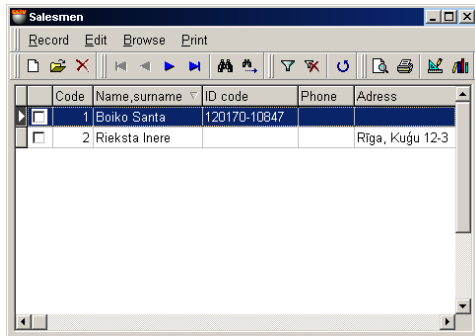 Salesmen
Record Edit Browse Print
Code Name,surname ID code Phone Adress
1 Boiko Santa 120170-10847
2 Rieksta Inere Rīga, Kuģu 12-3